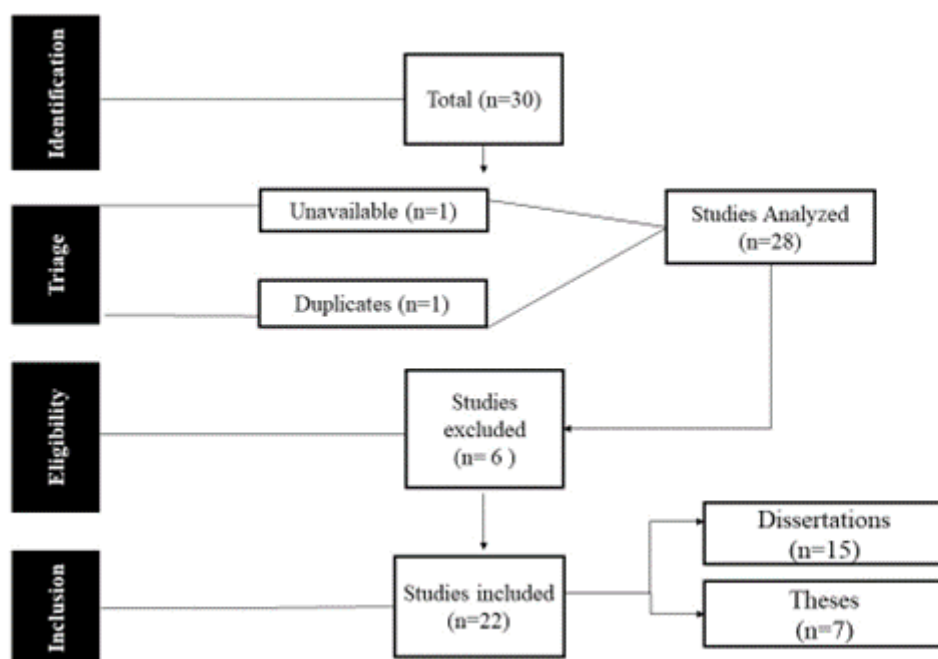 Identification
Total (n=30)
Triage
Unavailable (n=1)
Duplicates (n=1)
Studies Analyzed
(n=28)
Eligibility
Studies
excluded
(n= 6 )
Inclusion
Studies included
(n=22)
Dissertations
(n=15)
Theses
(n=7)